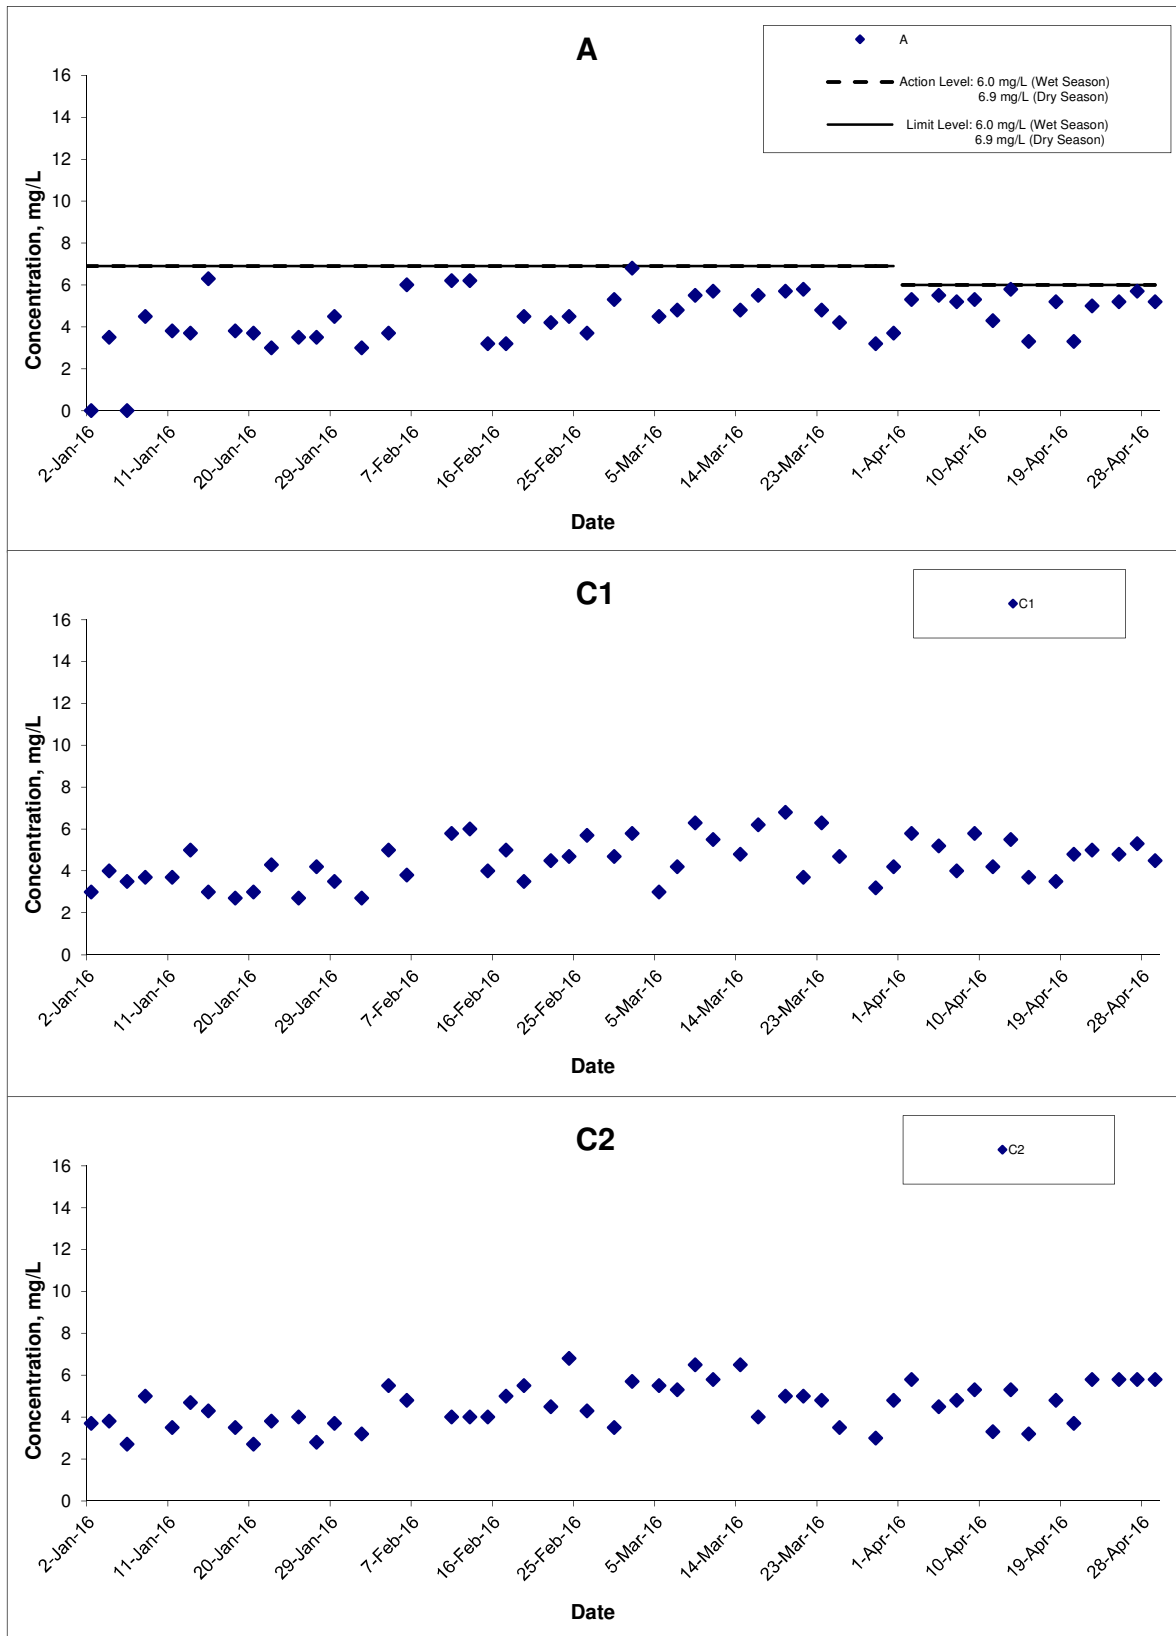 A
A
Action Level: 6.0 mg/L (Wet Season)
6.9 mg/L (Dry Season)
Limit Level: 6.0 mg/L (Wet Season)
6.9 mg/L (Dry Season)
Concentration, mg/L
16
14
12
10
8
6
4
2
0
2-Jan-16
11-Jan-16
20-Jan-16
29-Jan-16
7-Feb-16
16-Feb-16
25-Feb-16
5-Mar-16
14-Mar-16
23-Mar-16
1-Apr-16
10-Apr-16
19-Apr-16
28-Apr-16
Date
C1
C1
Concentration, mg/L
16
14
12
10
8
6
4
2
0
2-Jan-16
11-Jan-16
20-Jan-16
29-Jan-16
7-Feb-16
16-Feb-16
25-Feb-16
5-Mar-16
14-Mar-16
23-Mar-16
1-Apr-16
10-Apr-16
19-Apr-16
28-Apr-16
Date
C2
C2
Concentration, mg/L
16
14
12
10
8
6
4
2
0
2-Jan-16
11-Jan-16
20-Jan-16
29-Jan-16
7-Feb-16
16-Feb-16
25-Feb-16
5-Mar-16
14-Mar-16
23-Mar-16
1-Apr-16
10-Apr-16
19-Apr-16
28-Apr-16
Date